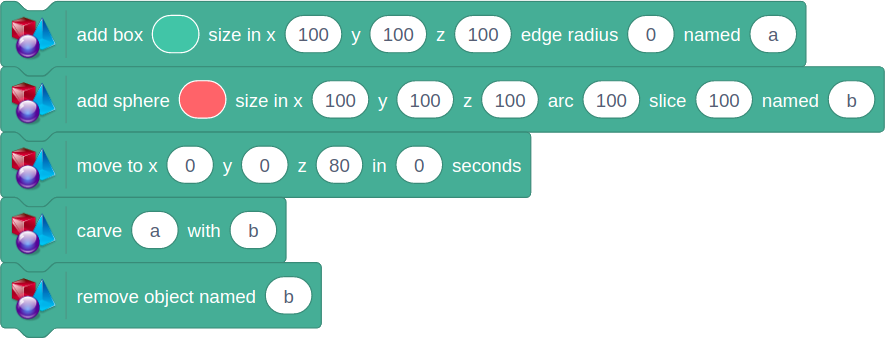 add box size in x 100 y 100 z 100 edge radius 0 named a
add sphere size in x 100 y 100 z 100 arc 100 slice 100 named b
move to x 0 y 0 z 80 in 0 seconds
carve a with b
remove object named b